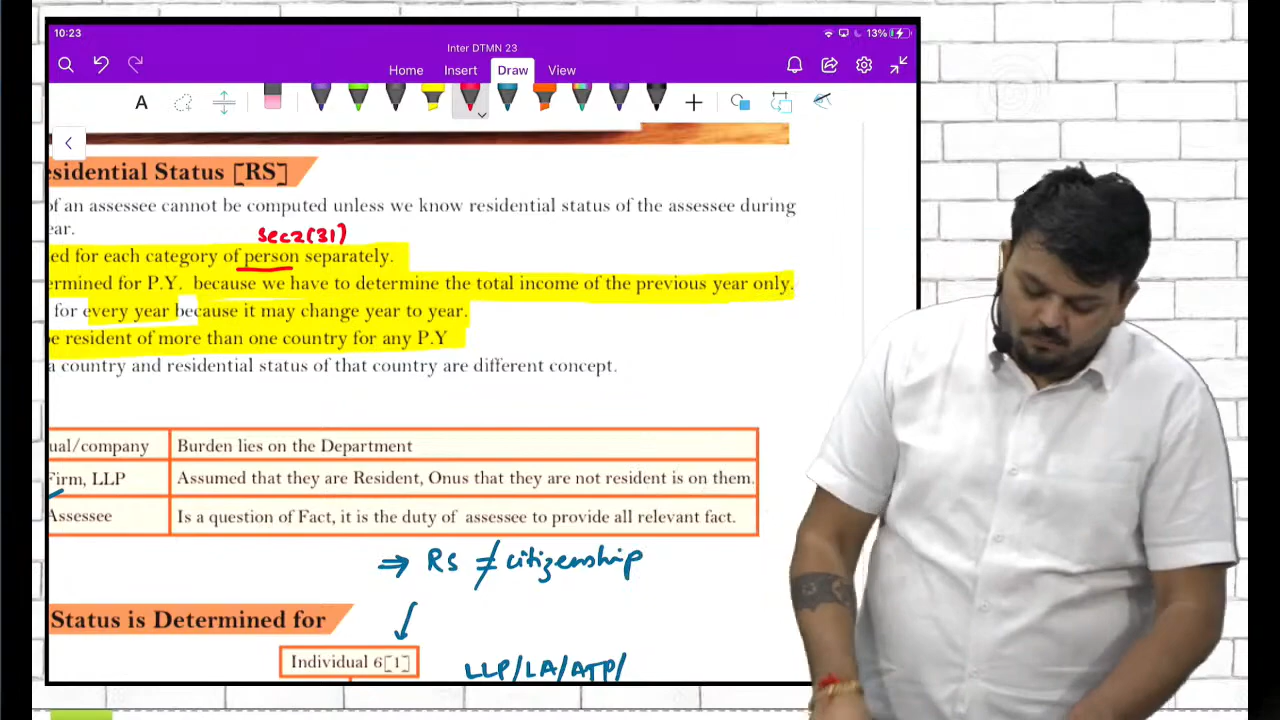 10:23
13%
Inter DTMN 23
Home Insert Draw View
A
esidential Status [RS]
of an assessee cannot be computed unless we know residential status of the assessee during
ear.
sec2(31)
ed for each category of person separately.
ermined for P.Y. because we have to determine the total income of the previous year only.
for every year because it may change year to year.
be resident of more than one country for any P.Y
a country and residential status of that country are different concept.
ual/company Burden lies on the Department
Firm, LLP Assumed that they are Resident, Onus that they are not resident is on them.
Assessee Is a question of Fact, it is the duty of assessee to provide all relevant fact.
⇒ RS ≠ citizenship
Status is Determined for
Individual 6[1]
LLP/LA/ATP/